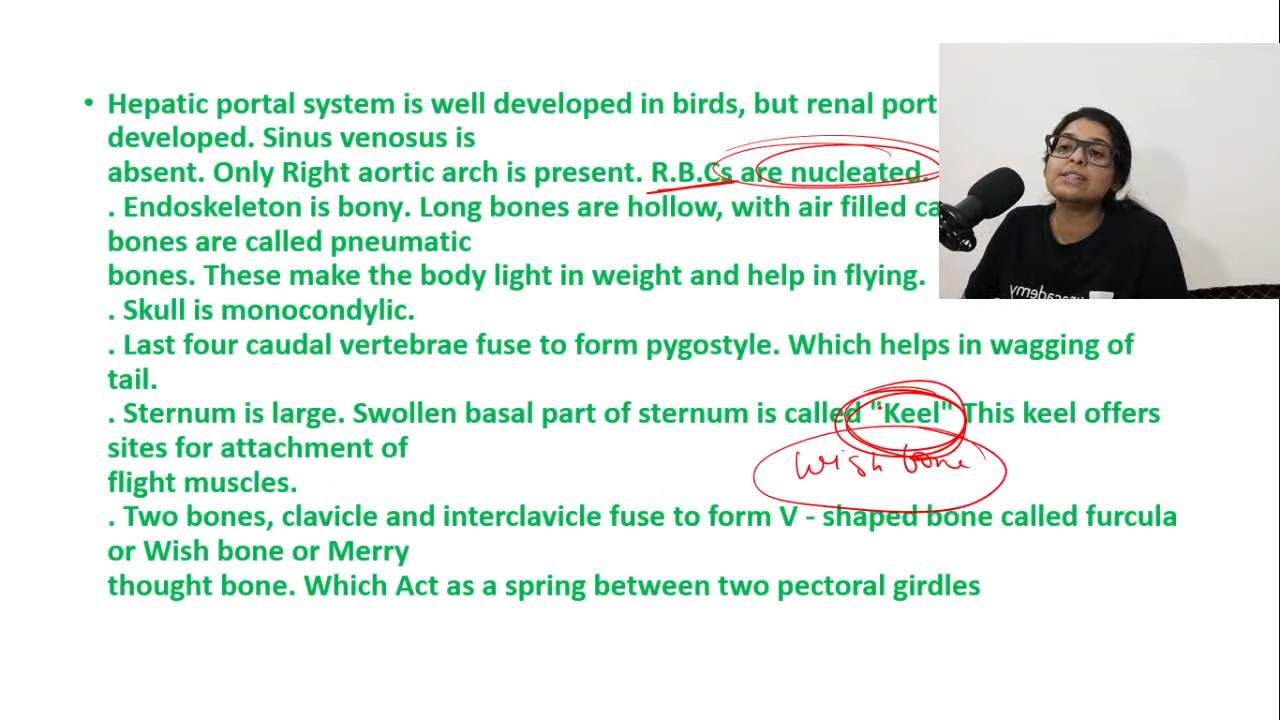 • Hepatic portal system is well developed in birds, but renal port
developed. Sinus venosus is
absent. Only Right aortic arch is present. R.B.Cs are nucleated.
. Endoskeleton is bony. Long bones are hollow, with air filled ca
bones are called pneumatic
bones. These make the body light in weight and help in flying.
. Skull is monocondylic.
. Last four caudal vertebrae fuse to form pygostyle. Which helps in wagging of
tail.
. Sternum is large. Swollen basal part of sternum is called "Keel" This keel offers
sites for attachment of
wish bone
flight muscles.
. Two bones, clavicle and interclavicle fuse to form V - shaped bone called furcula
or Wish bone or Merry
thought bone. Which Act as a spring between two pectoral girdles